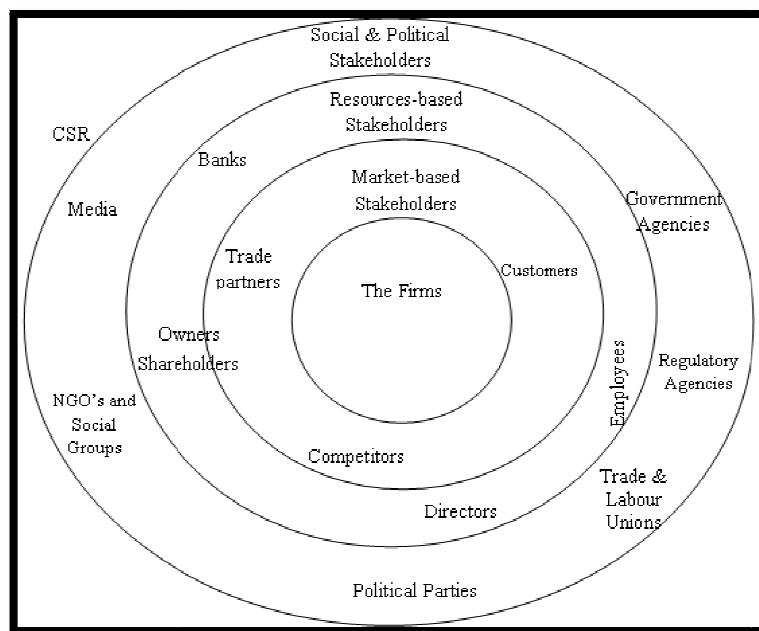 Social & Political
Stakeholders
Resources-based
Stakeholders
CSR
Banks
Market-based
Stakeholders
Media
Government
Agencies
Trade
partners
Customers
The Firms
Owners
Shareholders
Employees
Regulatory
Agencies
NGO's and
Social
Groups
Competitors
Trade &
Labour
Unions
Directors
Political Parties